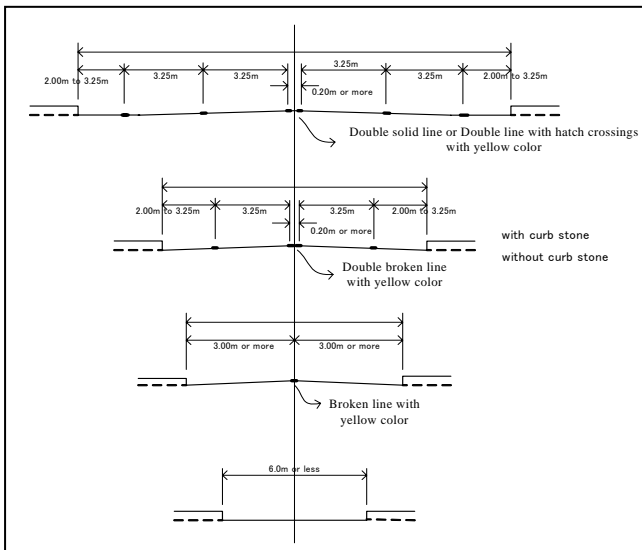 3.25m
2.00m to 3.25m 3.25m 3.25m 3.25m 2.00m to 3.25m
0.20m or more
Double solid line or Double line with hatch crossings
with yellow color
2.00m to 3.25m 3.25m 3.25m 2.00m to 3.25m
0.20m or more
with curb stone
without curb stone
Double broken line
with yellow color
3.00m or more 3.00m or more
Broken line with
yellow color
6.0m or less